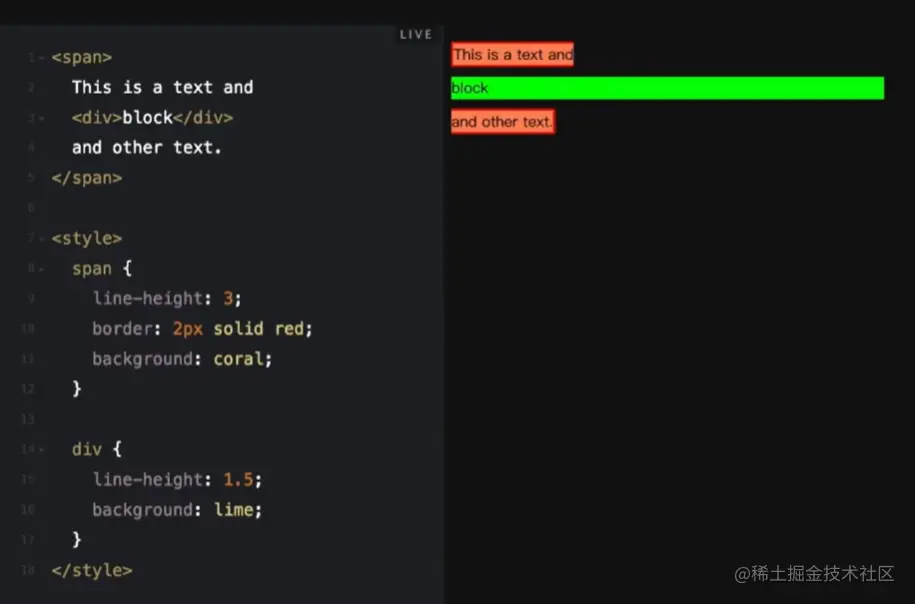 LIVE
1 <span>
2 This is a text and
3 <div>block</div>
4 and other text.
5 </span>
6
7 <style>
8 span {
9 line-height: 3;
10 border: 2px solid red;
11 background: coral;
12 }
13
14 div {
15 line-height: 1.5;
16 background: lime;
17 }
18 </style>
This is a text and
block
and other text.
@稀土掘金技术社区